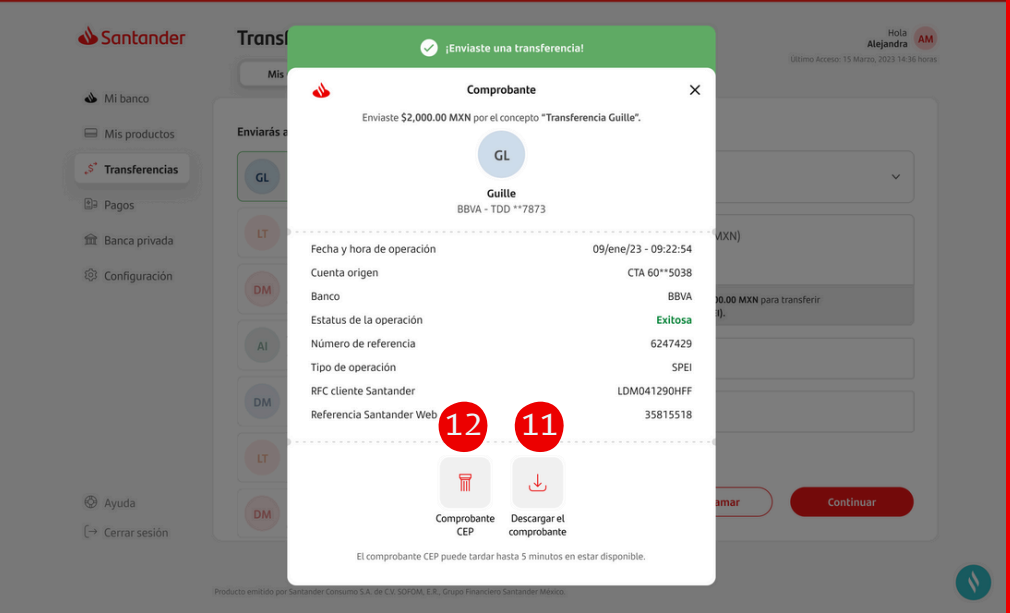 Santander
Transf
Mis
Hola
Alejandra
AM
Último Acceso: 15 Marzo, 2023 14:36 horas
Mi banco
Mis productos
Transferencias
Pagos
Banca privada
Configuración
Ayuda
Cerrar sesión
Enviarás a
GL
LT
DM
AI
DM
LT
DM
¡Enviaste una transferencia!
Comprobante
Enviaste $2,000.00 MXN por el concepto "Transferencia Guille".
GL
Guille
BBVA - TDD **7873
Fecha y hora de operación 09/ene/23 - 09:22:54
Cuenta origen CTA 60**5038
Banco BBVA
Estatus de la operación Exitosa
Número de referencia 6247429
Tipo de operación SPEI
RFC cliente Santander LDM041290HFF
Referencia Santander Web 35815518
12 11
Comprobante
CEP
Descargar el
comprobante
El comprobante CEP puede tardar hasta 5 minutos en estar disponible.
MXN)
00.00 MXN para transferir
amar
Continuar
Producto emitido por Santander Consumo S.A. de C.V. SOFOM, E.R., Grupo Financiero Santander México.